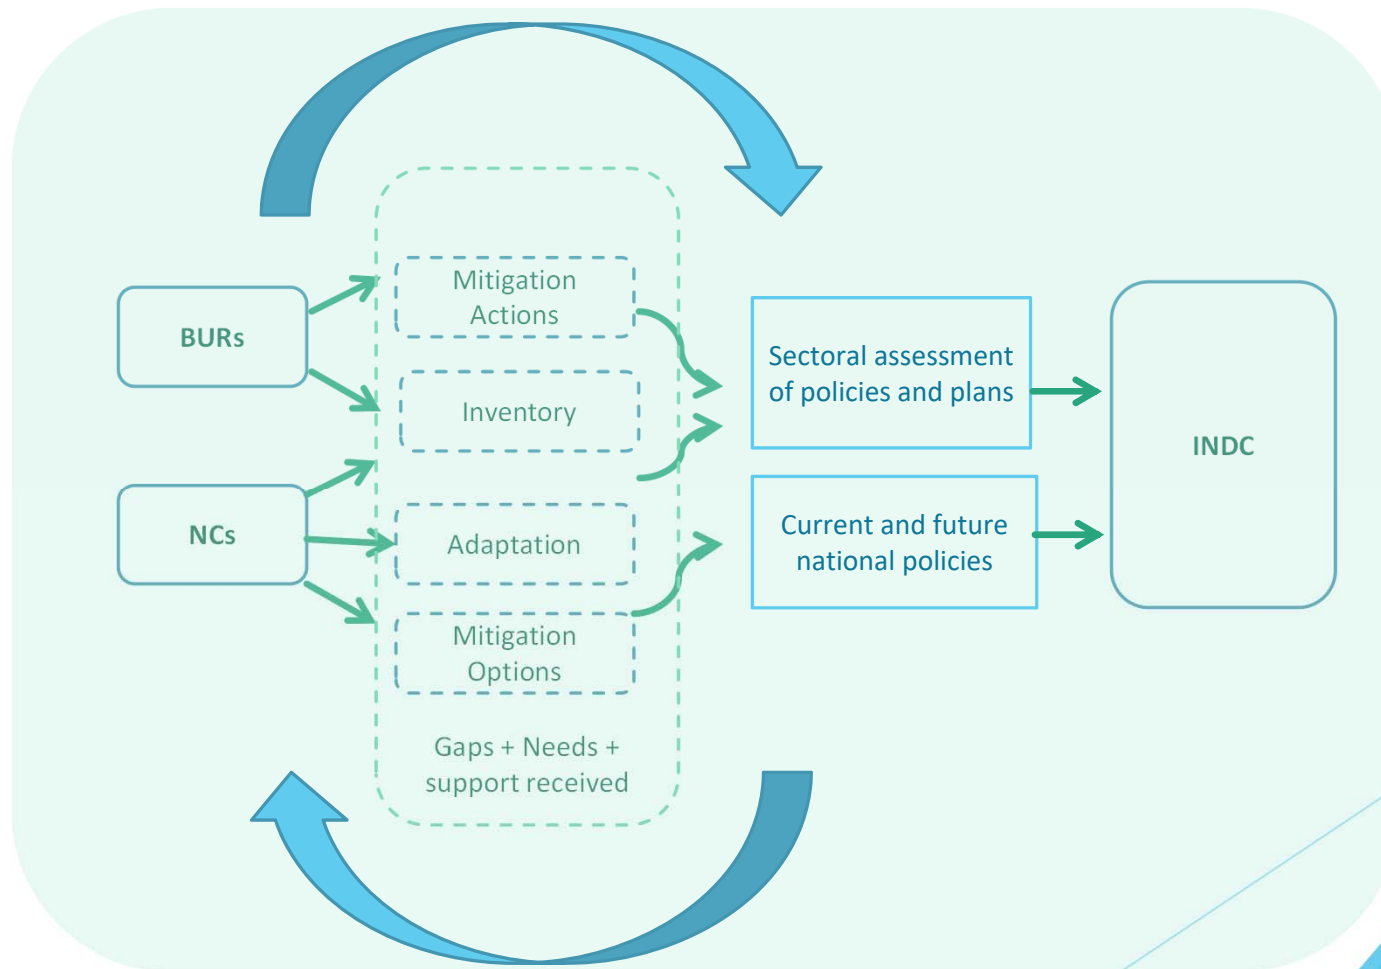 BURs
NCs
Mitigation
Actions
Inventory
Adaptation
Mitigation
Options
Gaps + Needs +
support received
Sectoral assessment
of policies and plans
Current and future
national policies
INDC